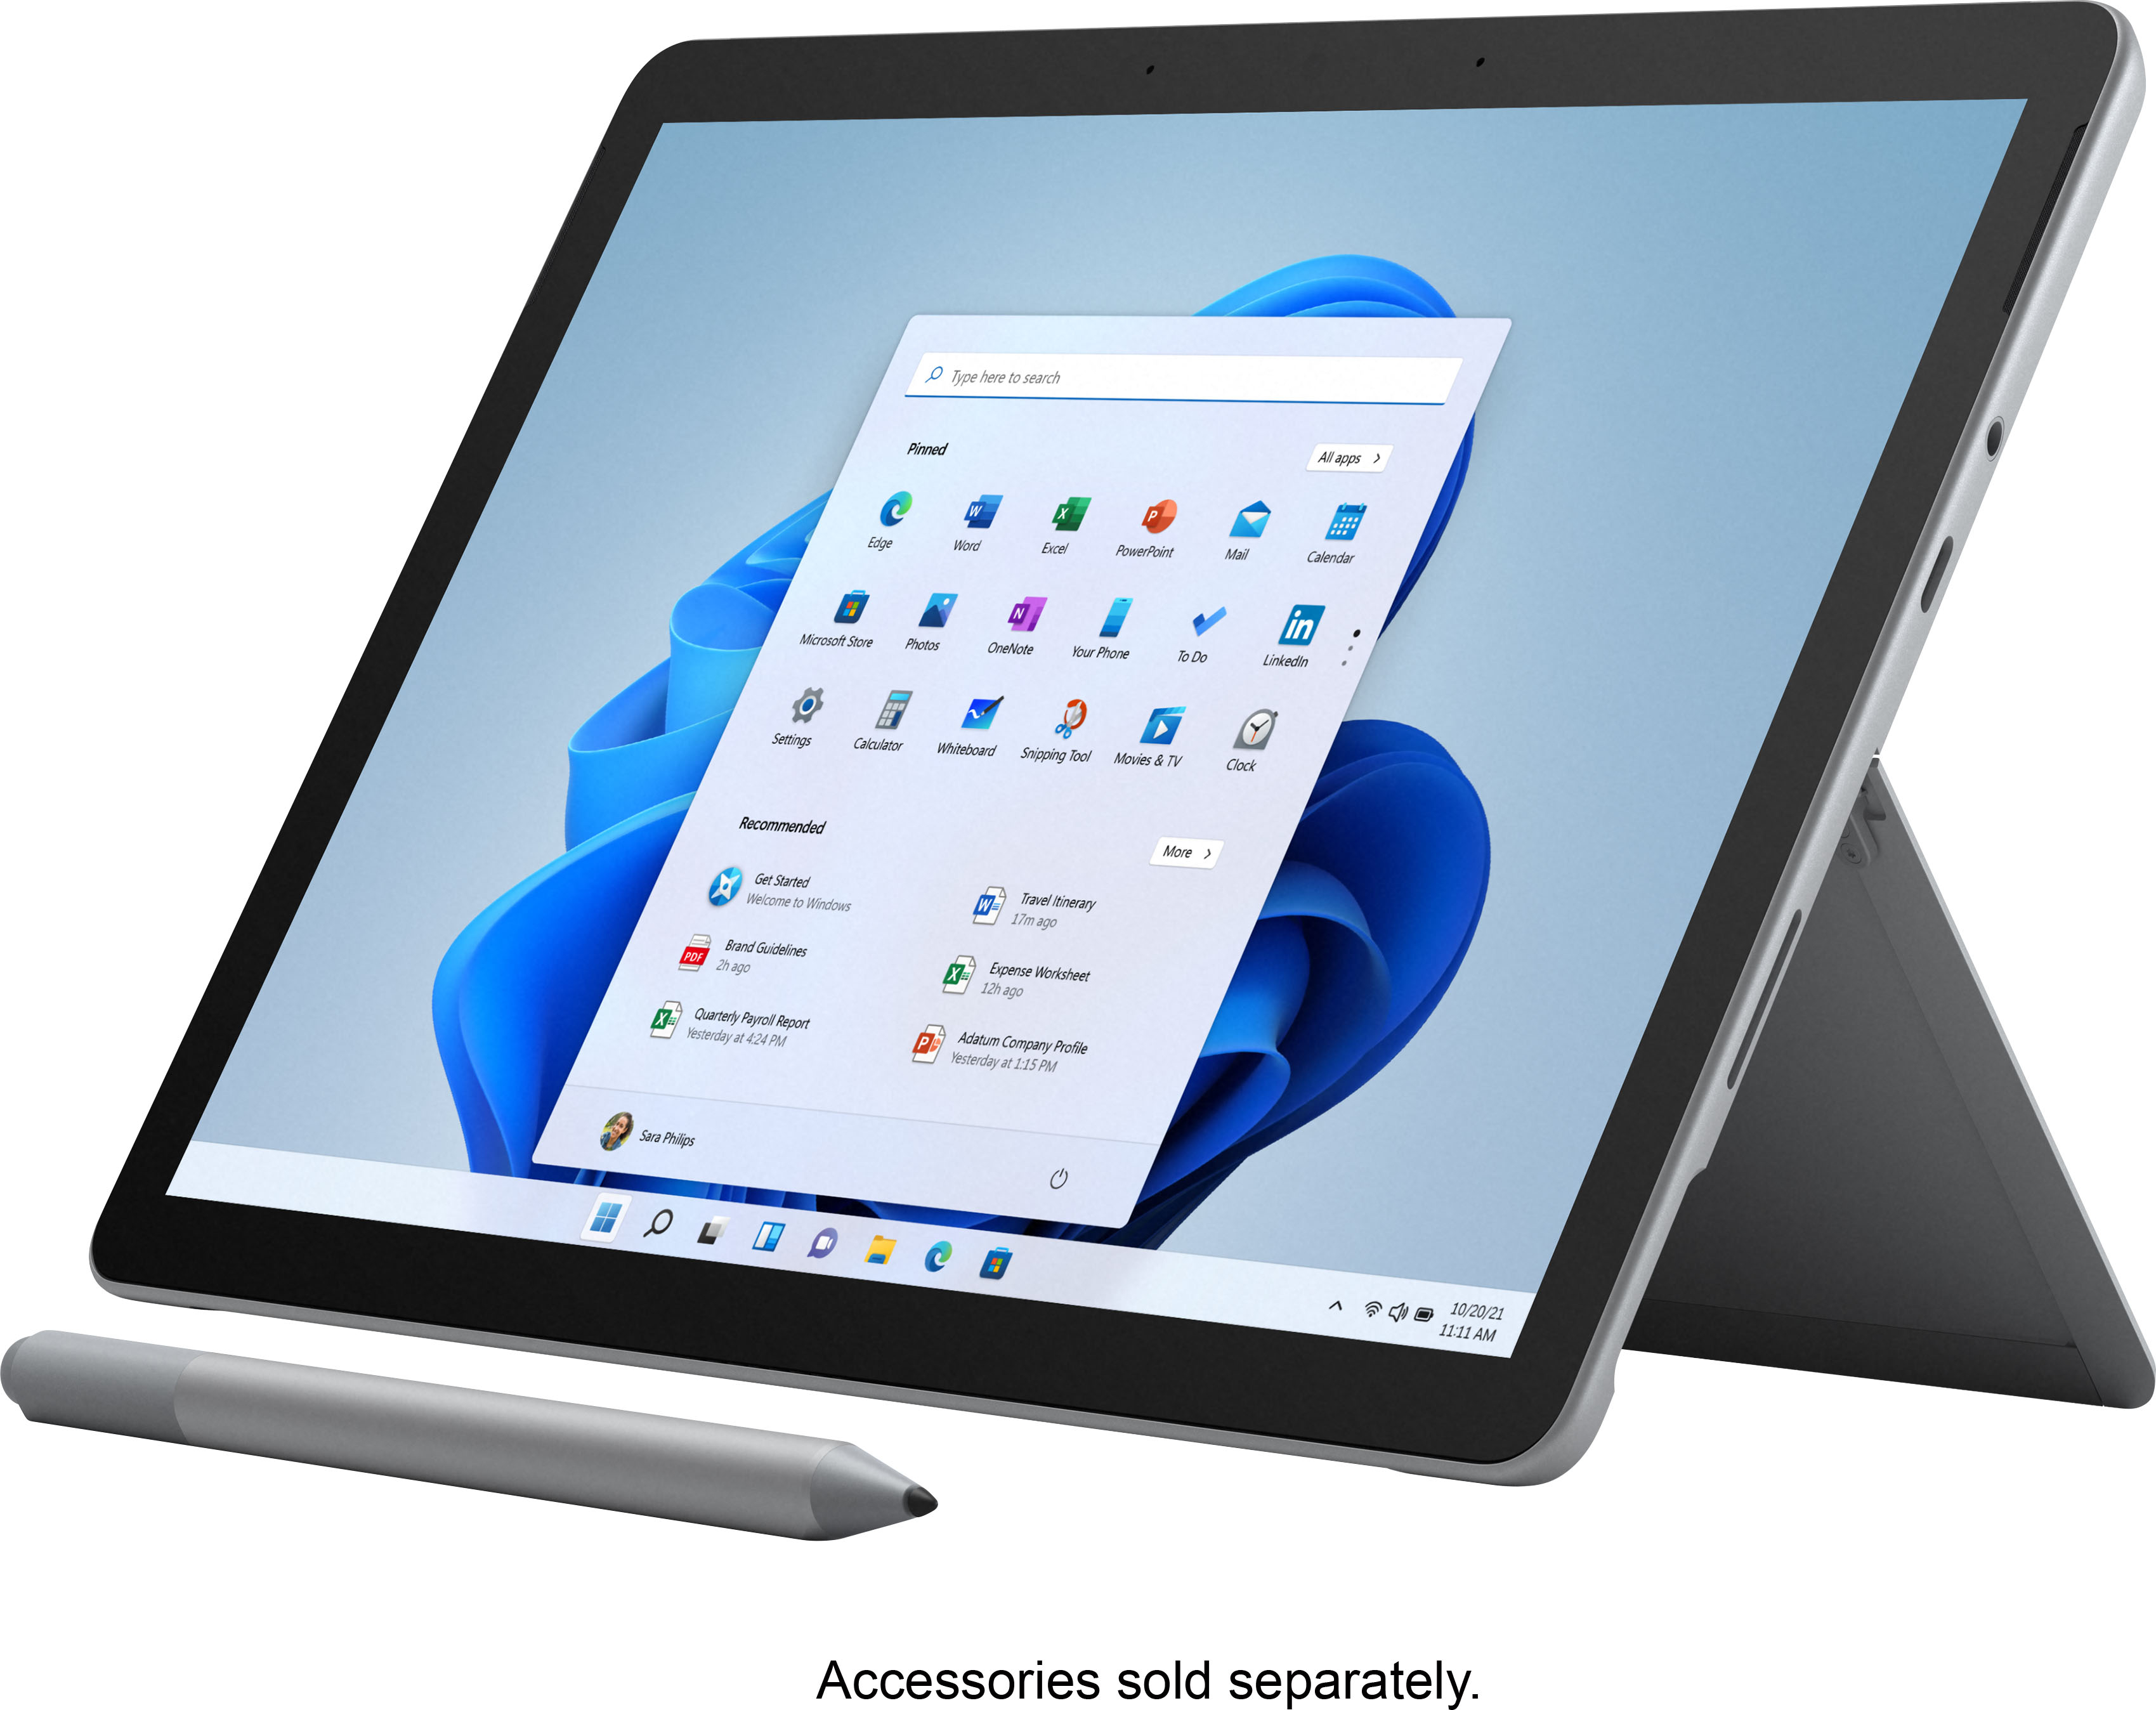 Type here to search
Pinned
All apps >
Edge
Word
Excel
PowerPoint
Mail
Calendar
Microsoft Store
Photos
OneNote
Your Phone
To Do
LinkedIn
Settings
Calculator
Whiteboard
Snipping Tool
Movies & TV
Clock
Recommended
More >
Get Started
Welcome to Windows
Travel Itinerary
17m ago
PDF
Brand Guidelines
2h ago
Expense Worksheet
12h ago
Quarterly Payroll Report
Yesterday at 4:24 PM
Adatum Company Profile
Yesterday at 1:15 PM
Sara Philips
10/20/21
11:11 AM
Accessories sold separately.